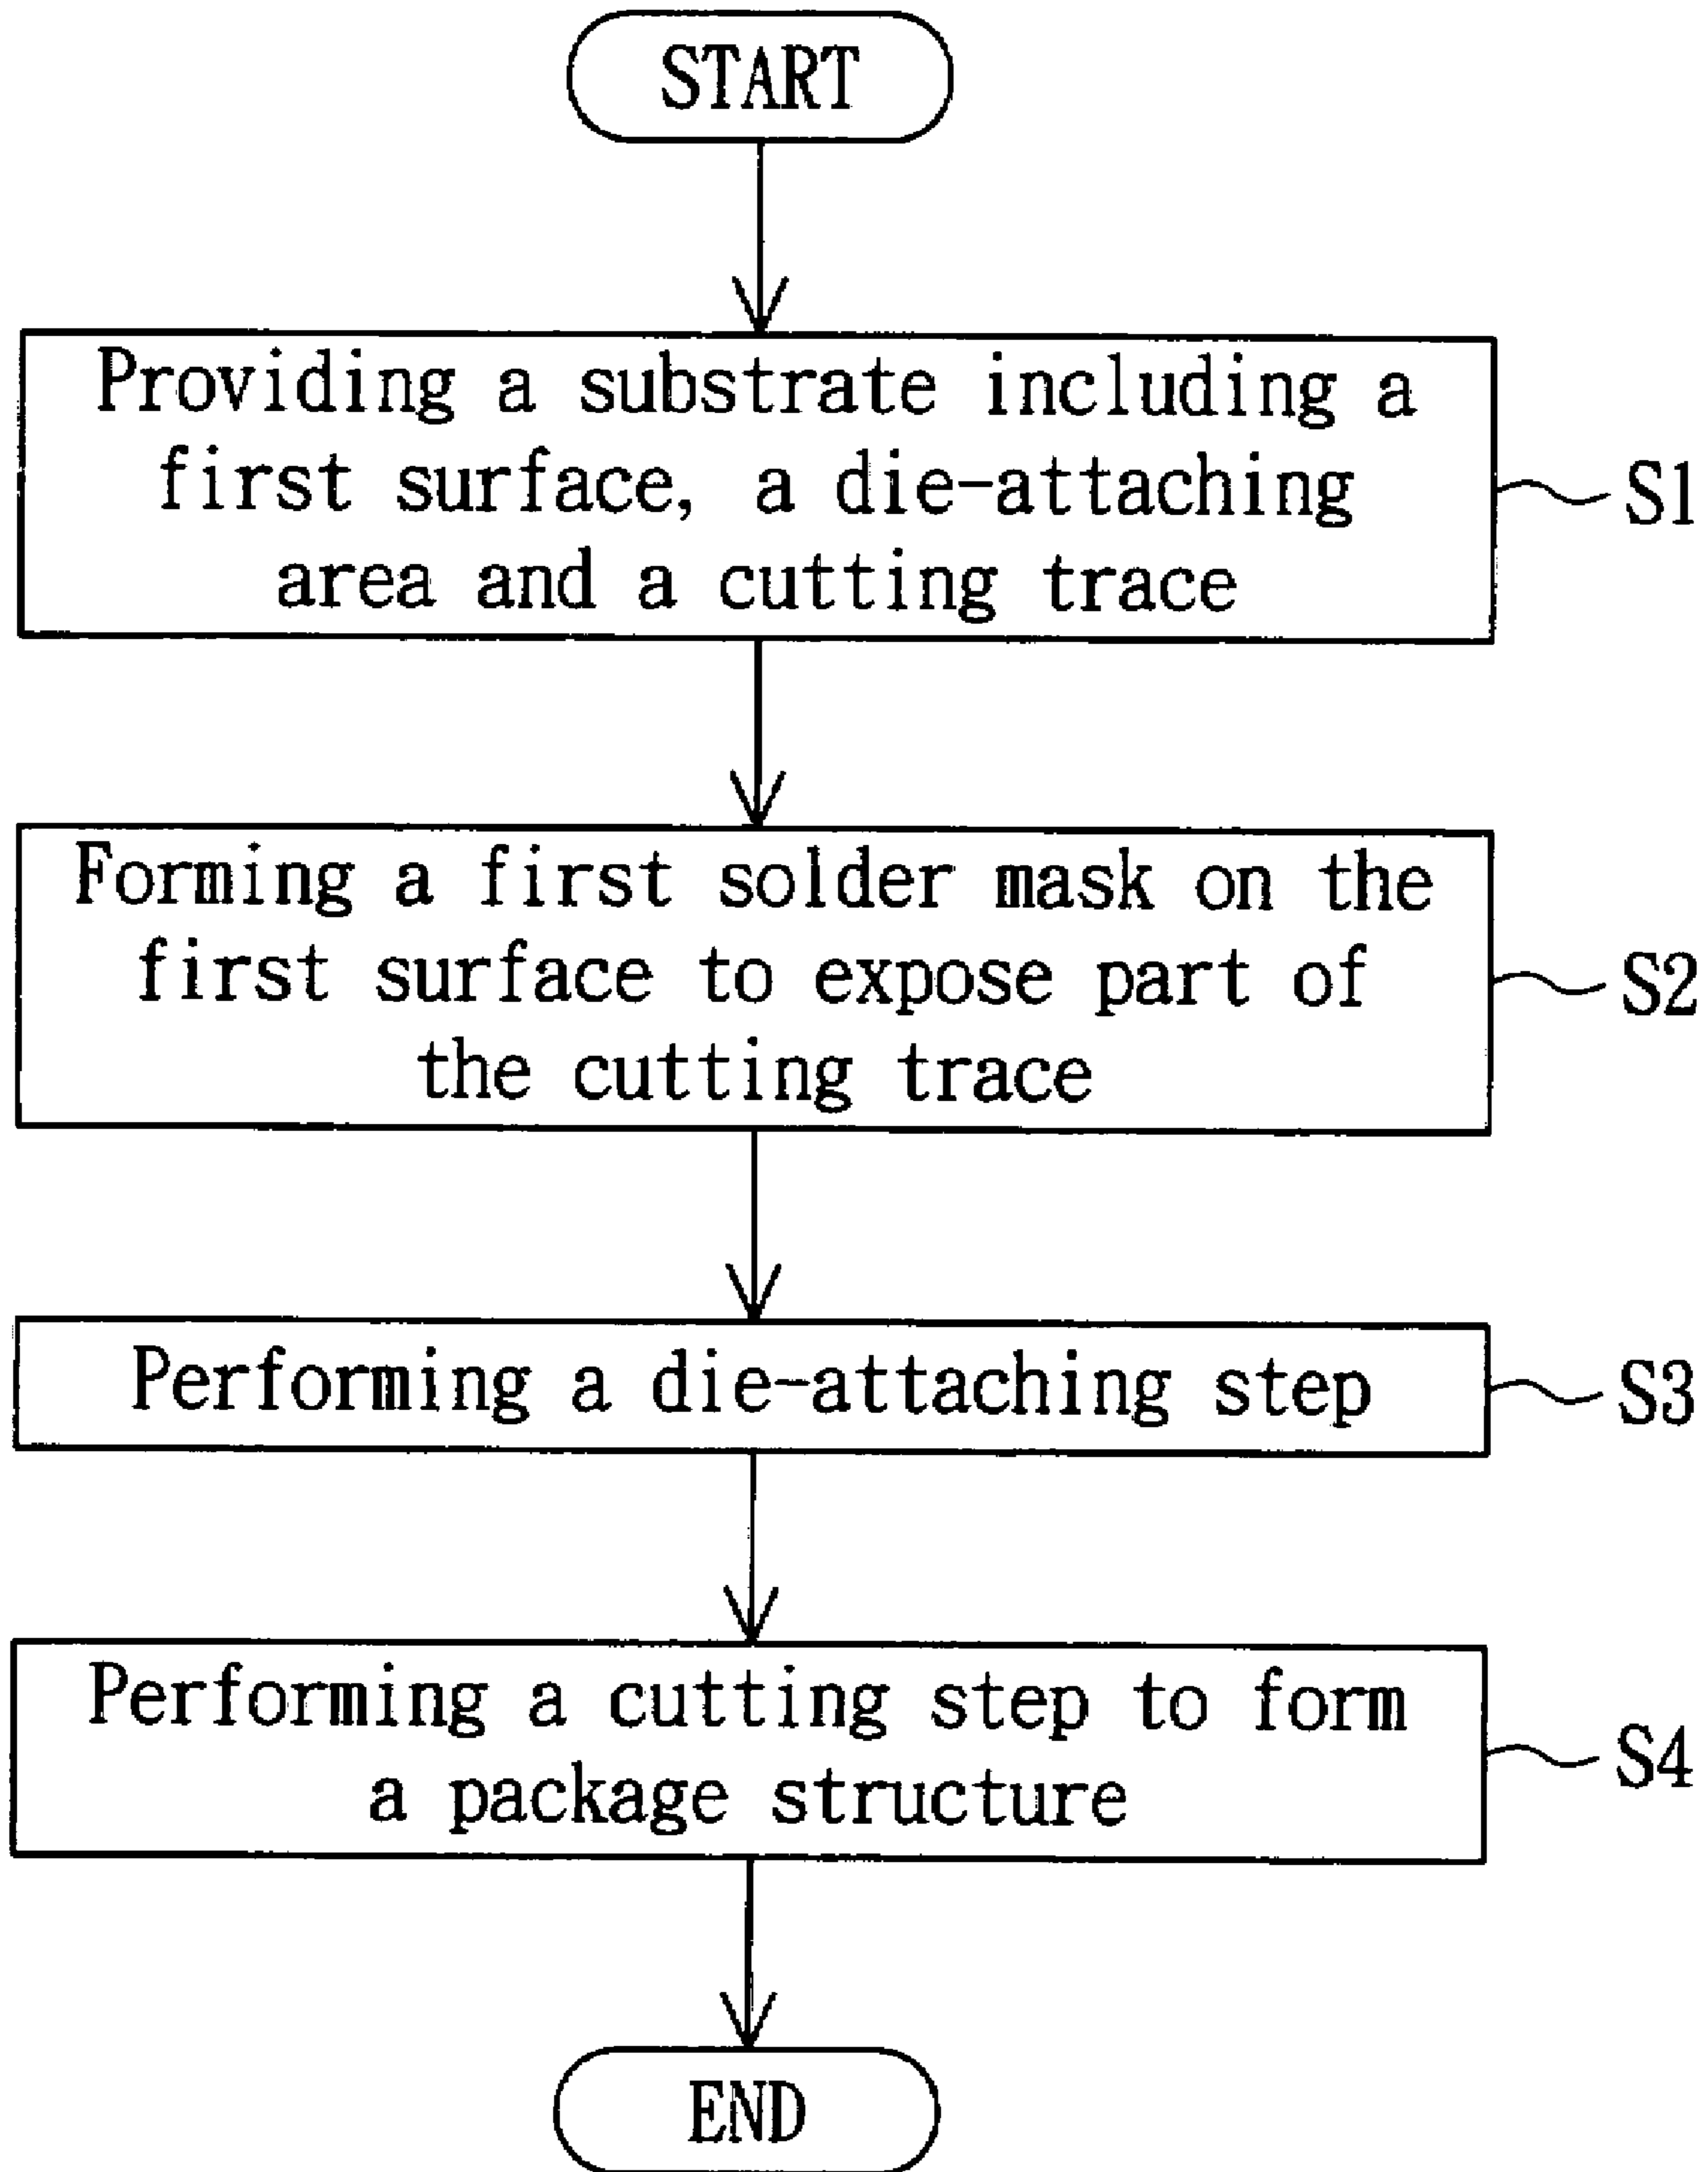 START
Providing a substrate including a
first surface, a die-attaching
area and a cutting trace
S1
Forming a first solder mask on the
first surface to expose part of
the cutting trace
S2
Performing a die-attaching step
S3
Performing a cutting step to form
a package structure
S4
END